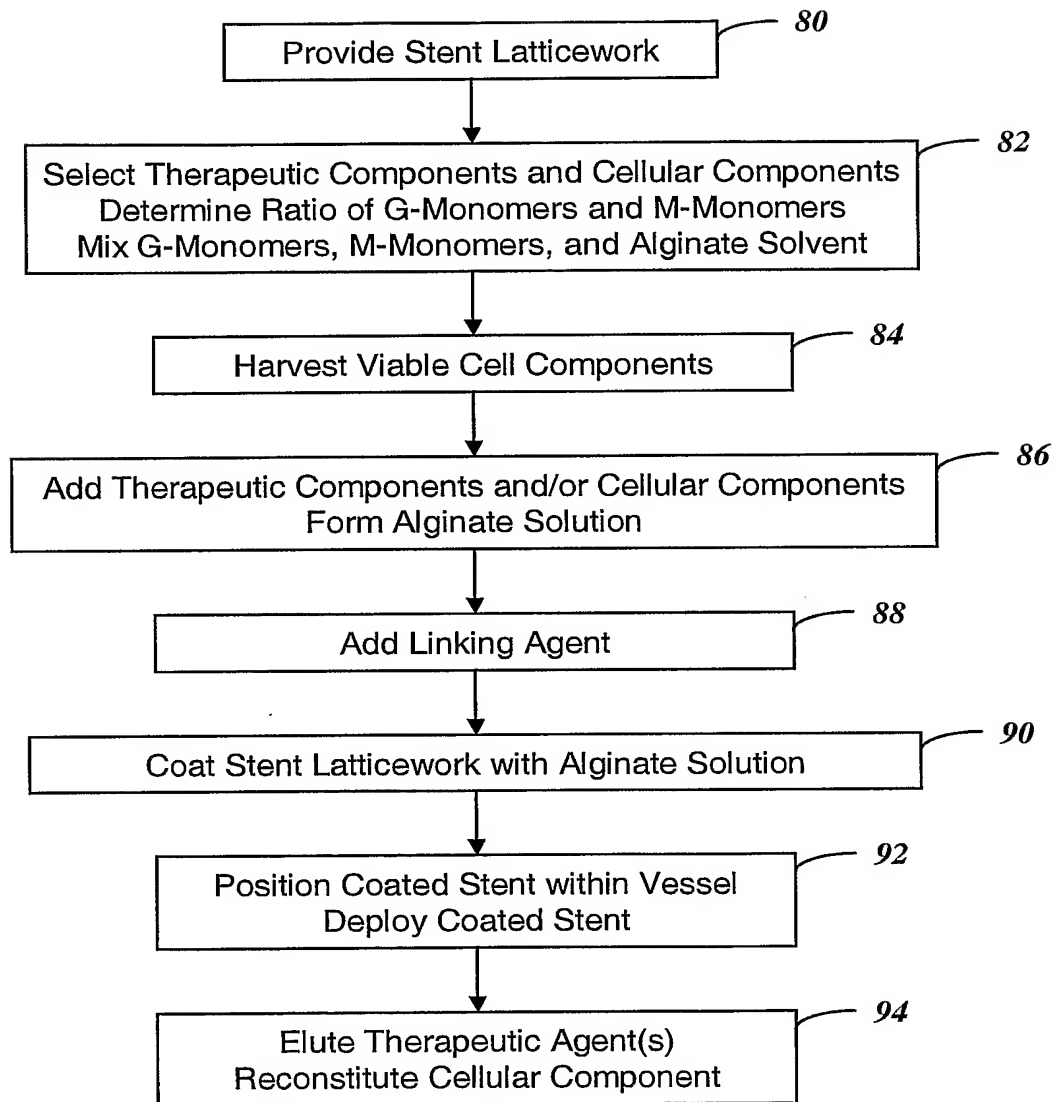 80
Provide Stent Latticework
82
Select Therapeutic Components and Cellular Components
Determine Ratio of G-Monomers and M-Monomers
Mix G-Monomers, M-Monomers, and Alginate Solvent
84
Harvest Viable Cell Components
86
Add Therapeutic Components and/or Cellular Components
Form Alginate Solution
88
Add Linking Agent
90
Coat Stent Latticework with Alginate Solution
92
Position Coated Stent within Vessel
Deploy Coated Stent
94
Elute Therapeutic Agent(s)
Reconstitute Cellular Component